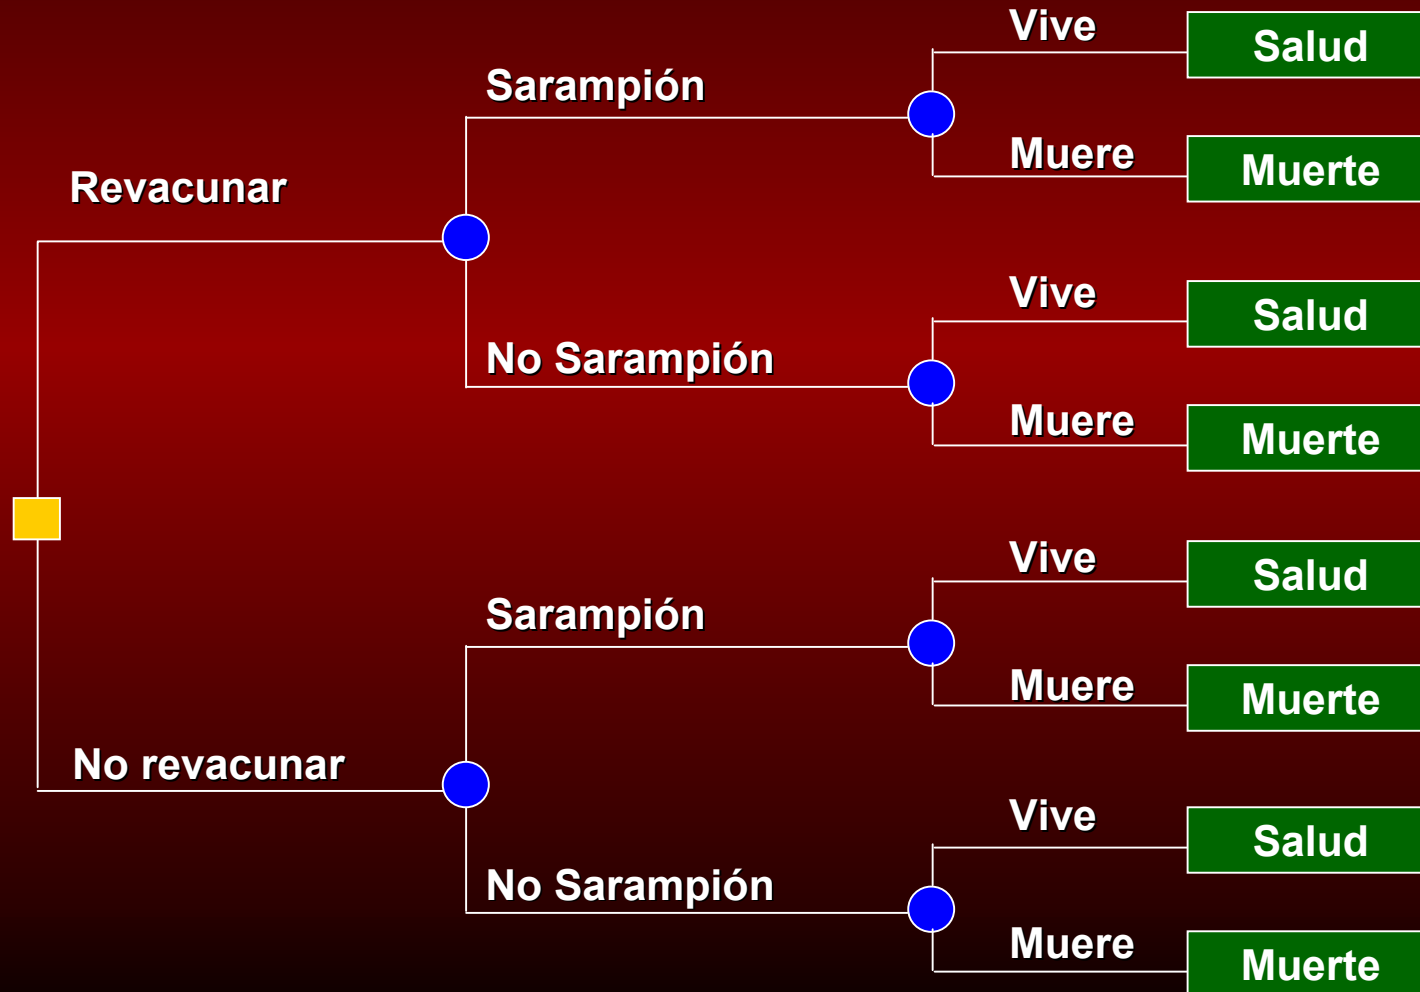 Vive
Salud
Sarampión
Muere
Muerte
Revacunar
Vive
Salud
No Sarampión
Muere
Muerte
Vive
Salud
Sarampión
Muere
Muerte
No revacunar
Vive
Salud
No Sarampión
Muere
Muerte